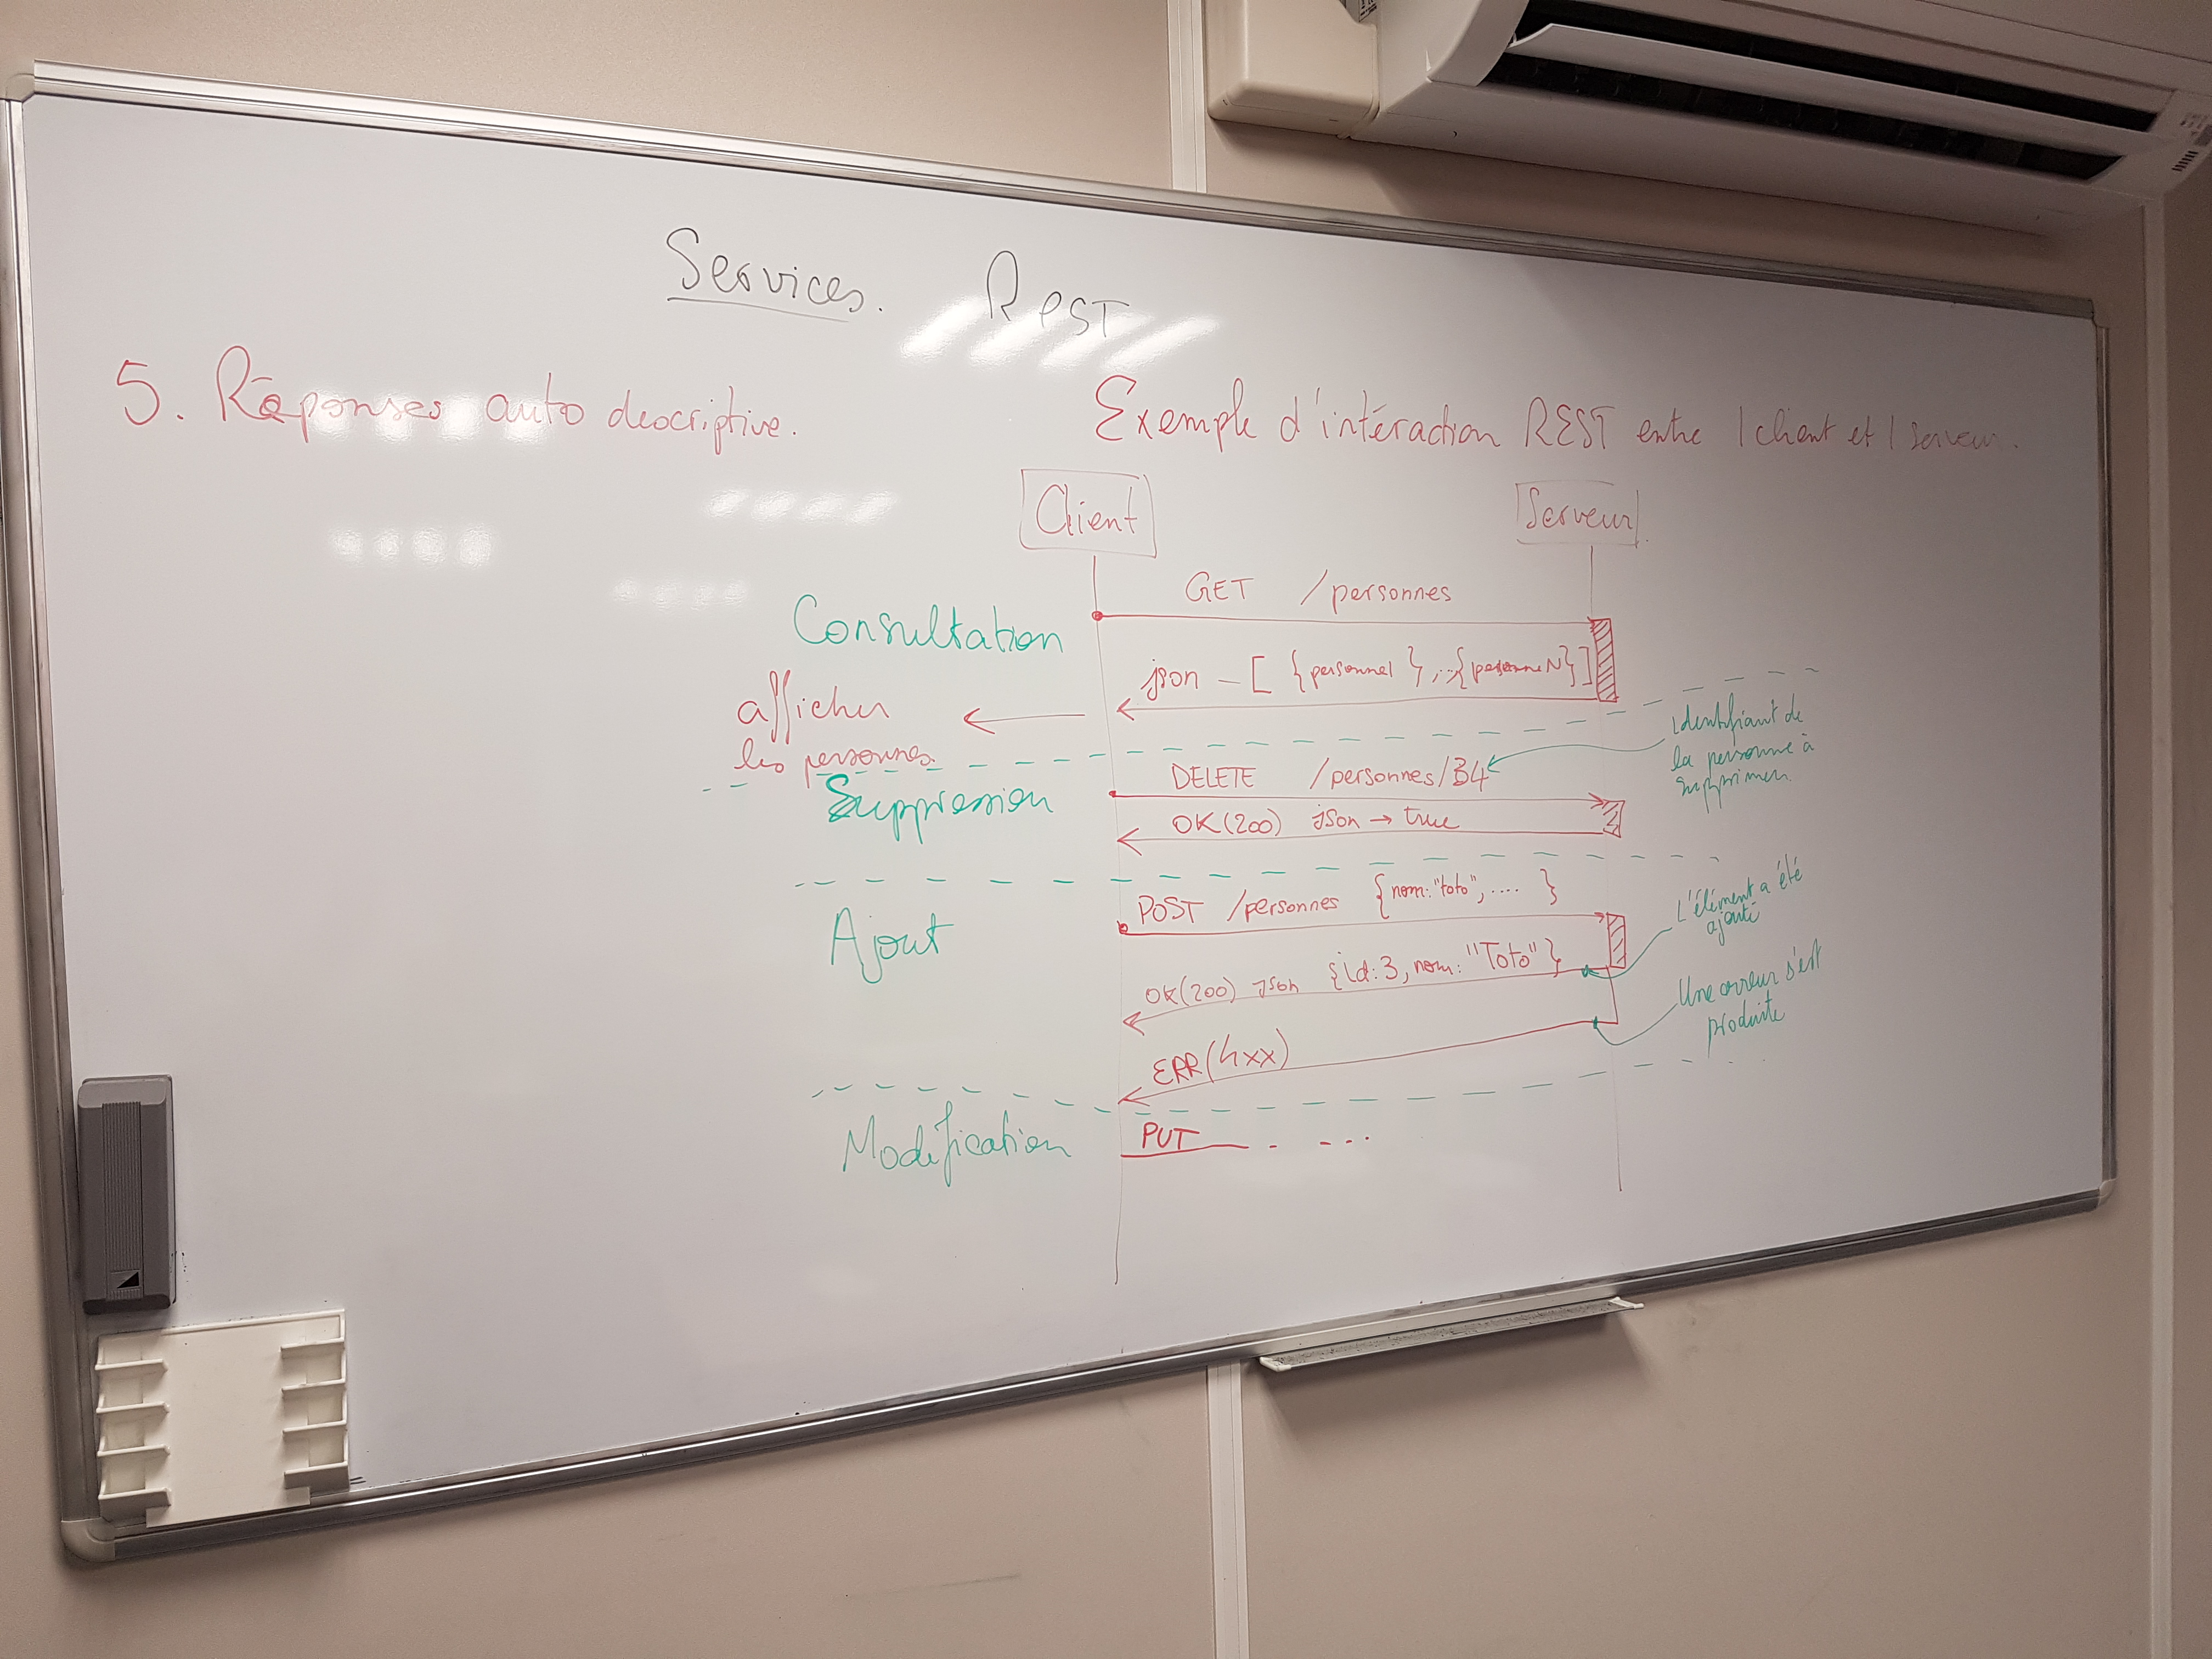 Services. REST
5. Réponses auto descriptive.
Exemple d'intéraction REST entre 1 client et 1 serveur.
Client
Serveur
Consultation
GET /personnes
json - [ {personne1} , ..., {personneN} ]
afficher
les personnes.
Identifiant de
la personne à
supprimer.
Suppression
DELETE /personnes/34
OK(200) json → true
Ajout
POST /personnes {nom:"toto", .... }
L'élément a été
ajouté
OK(200) json {id:3, nom: "Toto"}
Une erreur s'est
produite
ERR(4xx)
Modification
PUT - - ...